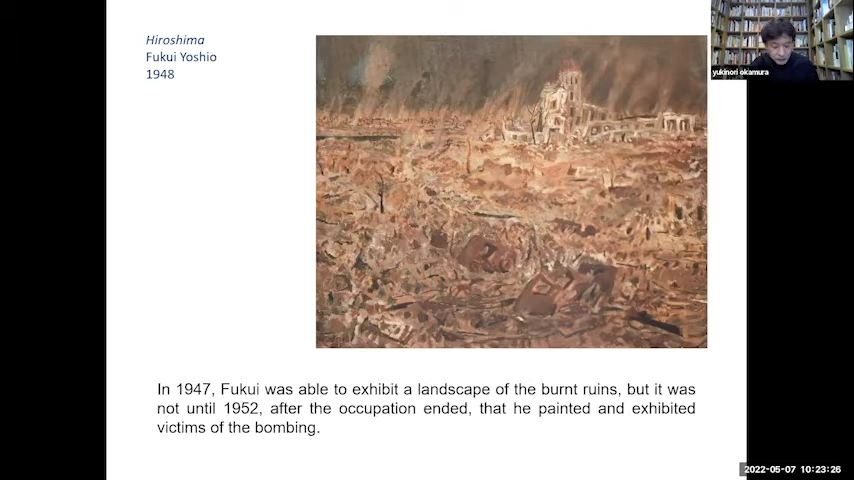 Hiroshima
Fukui Yoshio
1948
yukinori okamura
In 1947, Fukui was able to exhibit a landscape of the burnt ruins, but it was
not until 1952, after the occupation ended, that he painted and exhibited
victims of the bombing.
2022-05-07 10:23:26